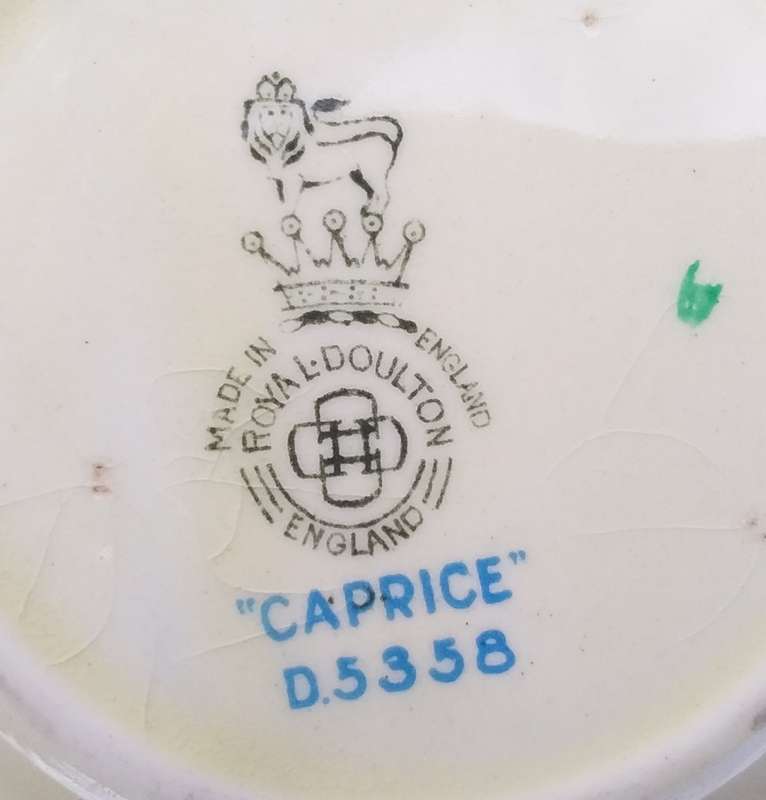 MADE IN ENGLAND
ROYAL·DOULTON
ENGLAND
"CAPRICE"
D.5358